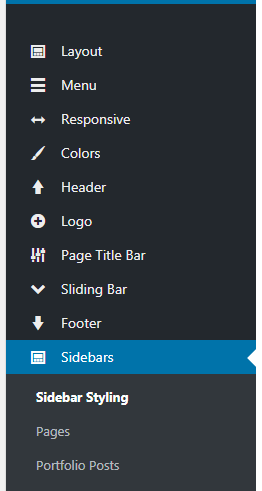 Layout
Menu
Responsive
Colors
Header
Logo
Page Title Bar
Sliding Bar
Footer
Sidebars
Sidebar Styling
Pages
Portfolio Posts